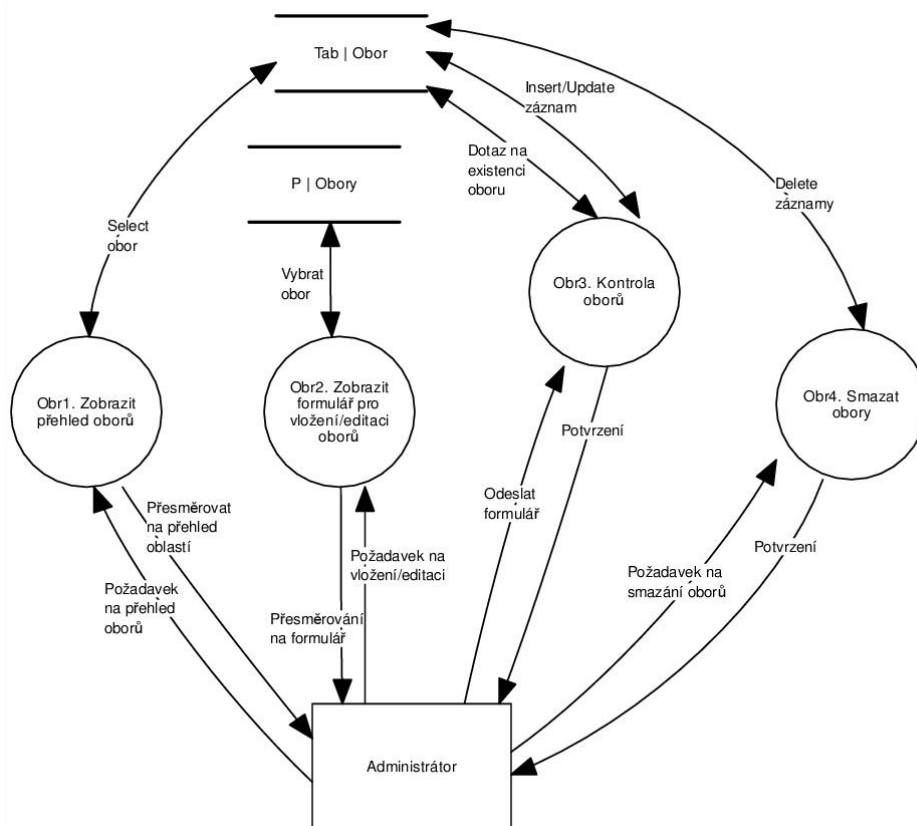 Tab | Obor
Insert/Update
záznam
Dotaz na
existenci
oboru
P | Obory
Delete
záznamy
Select
obor
Vybrat
obor
Obr3. Kontrola
oborů
Obr1. Zobrazit
přehled oborů
Obr2. Zobrazit
formulář pro
vložení/editaci
oborů
Obr4. Smazat
obory
Potvrzení
Odeslat
formulář
Přesměrovat
na přehled
oblastí
Požadavek na
vložení/editaci
Potvrzení
Požadavek na
smazání oborů
Požadavek
na přehled
oborů
Přesměrování
na formulář
Administrátor